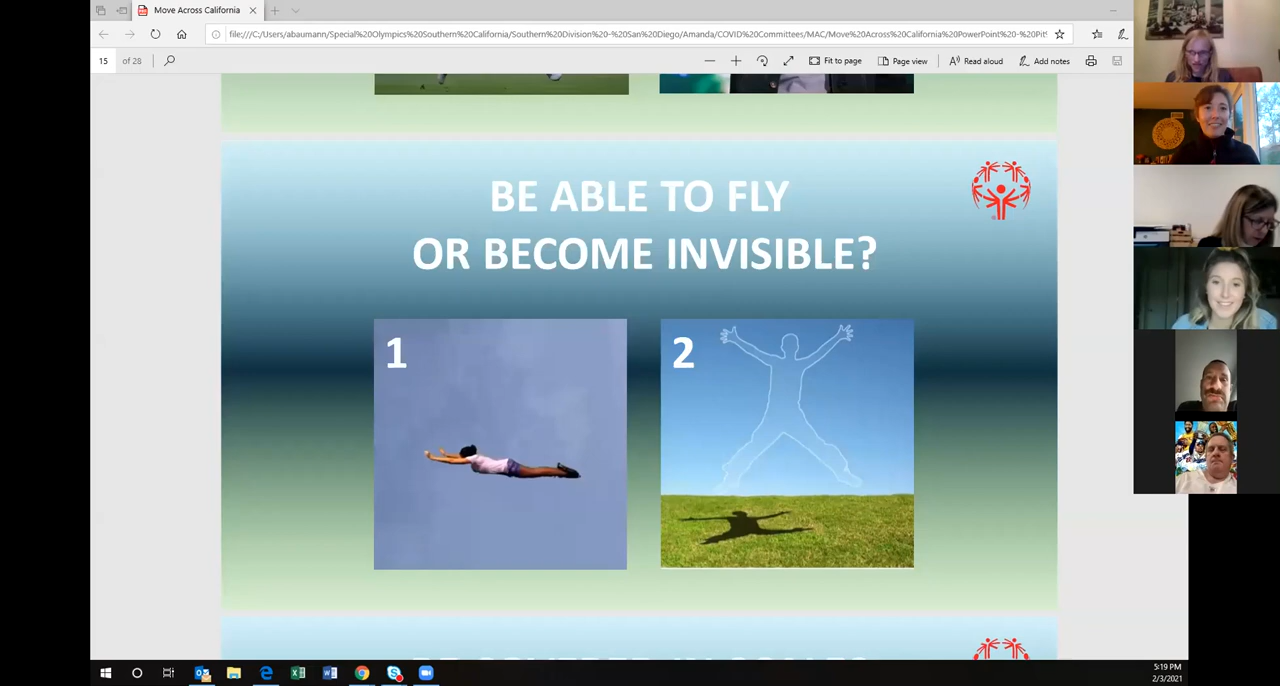 Move Across California
file:///C:/Users/abaumann/Special%20Olympics%20Southern%20California/Southern%20Division%20-%20San%20Diego/Amanda/COVID%20Committees/MAC/Move%20Across%20California%20PowerPoint%20-%20Pit
15 of 28
Fit to page
Page view
Read aloud
Add notes
BE ABLE TO FLY
OR BECOME INVISIBLE?
1
2
5:19 PM
2/3/2021